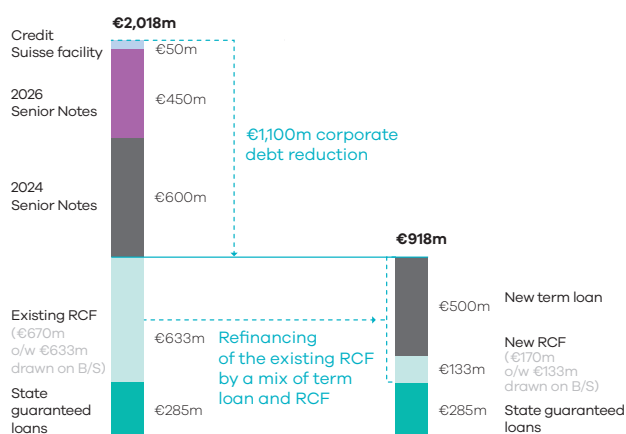 €2,018m
Credit
Suisse facility
€50m
2026
Senior Notes
€450m
€1,100m corporate
debt reduction
2024
Senior Notes
€600m
€918m
Existing RCF
(€670m
o/w €633m
drawn on B/S)
€633m
Refinancing
of the existing RCF
by a mix of term
loan and RCF
€500m
New term loan
€133m
New RCF
(€170m
o/w €133m
drawn on B/S)
State
guaranteed
loans
€285m
€285m
State guaranteed
loans